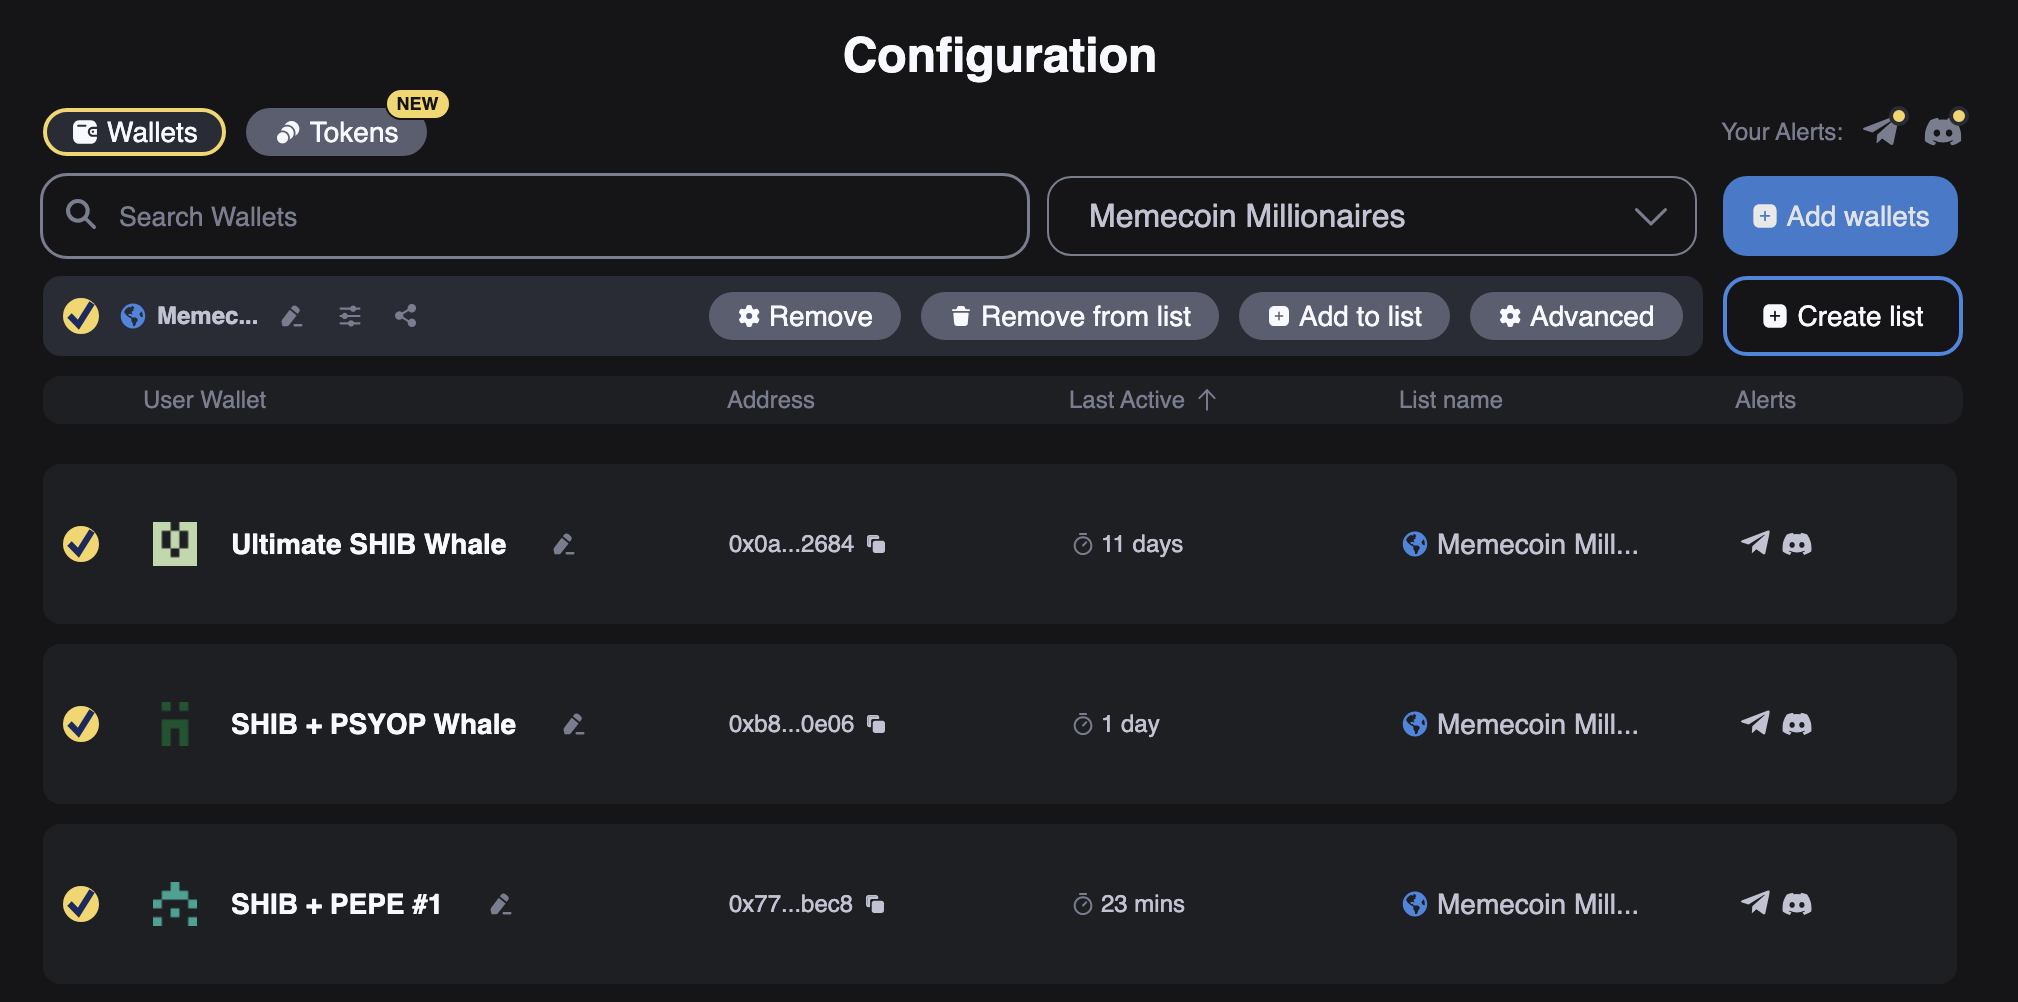 Configuration
Wallets
Tokens
NEW
Your Alerts:
Search Wallets
Memecoin Millionaires
Add wallets
Memec...
Remove
Remove from list
Add to list
Advanced
Create list
User Wallet
Address
Last Active
List name
Alerts
Ultimate SHIB Whale
0x0a...2684
11 days
Memecoin Mill...
SHIB + PSYOP Whale
0xb8...0e06
1 day
Memecoin Mill...
SHIB + PEPE #1
0x77...bec8
23 mins
Memecoin Mill...